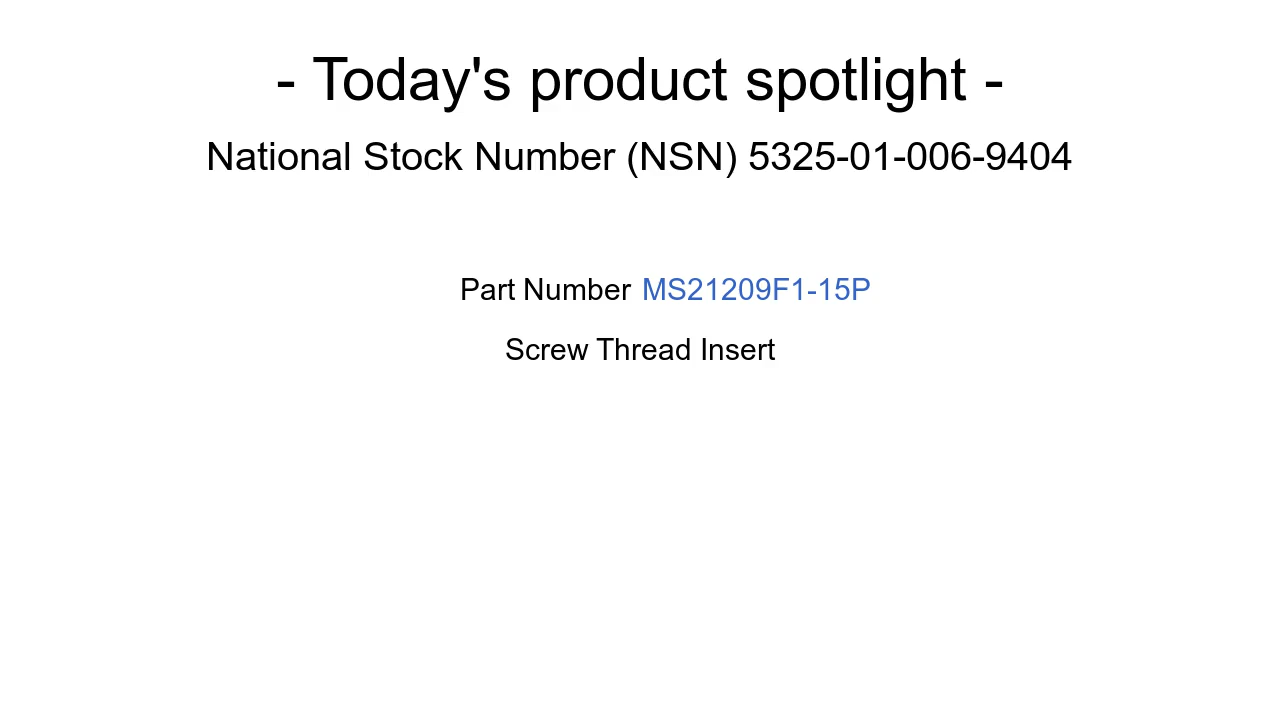 - Today's product spotlight -
National Stock Number (NSN) 5325-01-006-9404
Part Number MS21209F1-15P
Screw Thread Insert